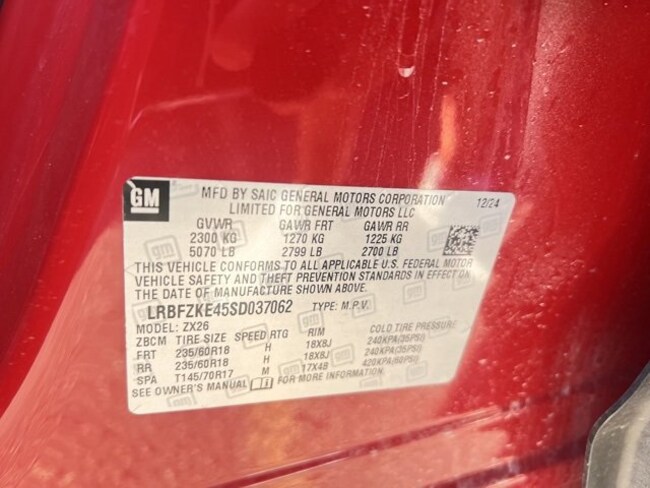 GM
MFD BY SAIC GENERAL MOTORS CORPORATION 12/24
LIMITED FOR GENERAL MOTORS LLC
GVWR GAWR FRT GAWR RR
2300 KG 1270 KG 1225 KG
5070 LB 2799 LB 2700 LB
THIS VEHICLE CONFORMS TO ALL APPLICABLE U.S. FEDERAL MOTOR
VEHICLE SAFETY AND THEFT PREVENTION STANDARDS IN EFFECT ON
THE DATE OF MANUFACTURE SHOWN ABOVE.
LRBFZKE45SD037062 TYPE: M.P.V.
MODEL: ZX26
ZBCM TIRE SIZE SPEED RTG RIM COLD TIRE PRESSURE
FRT 235/60R18 H 18X8J 240KPA(35PSI)
RR 235/60R18 H 18X8J 240KPA(35PSI)
SPA T145/70R17 17X4B 420KPA(60PSI)
SEE OWNER'S MANUAL FOR MORE INFORMATION